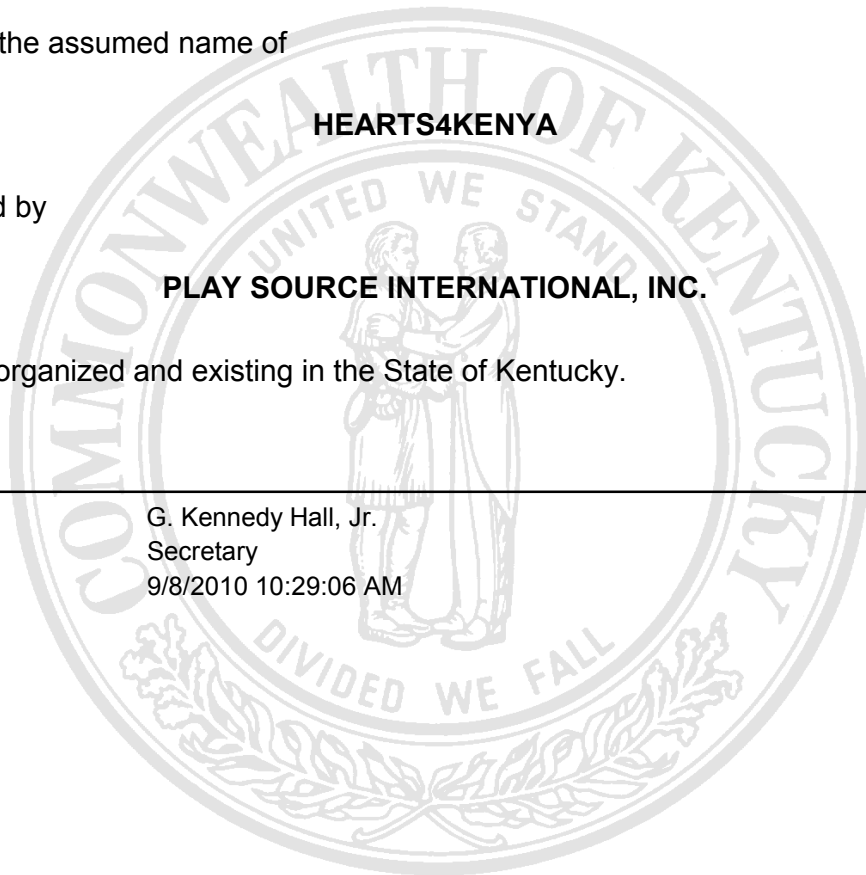 the assumed name of
HEARTS4KENYA
d by
PLAY SOURCE INTERNATIONAL, INC.
organized and existing in the State of Kentucky.
G. Kennedy Hall, Jr.
Secretary
9/8/2010 10:29:06 AM
COMMONWEALTH OF KENTUCKY
UNITED WE STAND
DIVIDED WE FALL